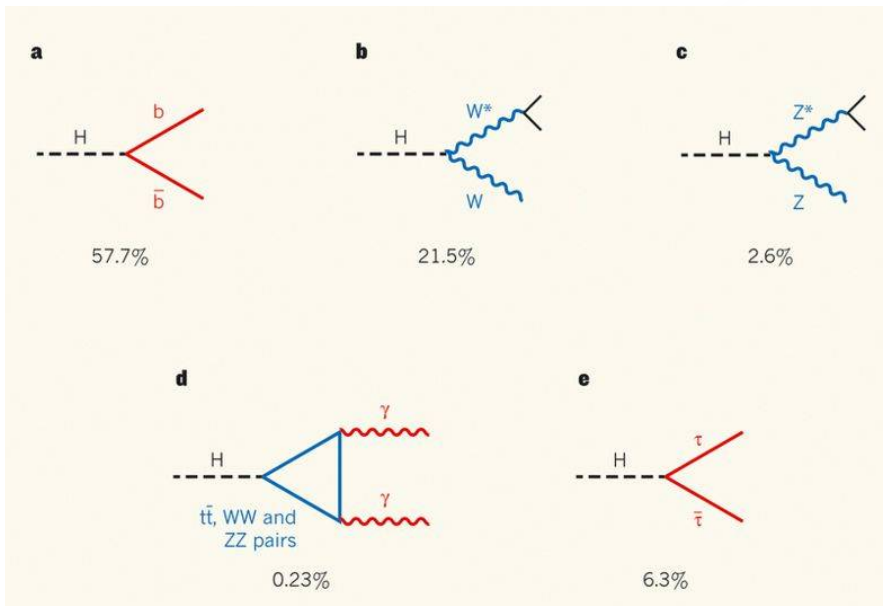 a
b
c
H
b
b̄
H
W*
W
H
Z*
Z
57.7%
21.5%
2.6%
d
e
H
γ
γ
tt̄, WW and
ZZ pairs
H
τ
τ̄
0.23%
6.3%